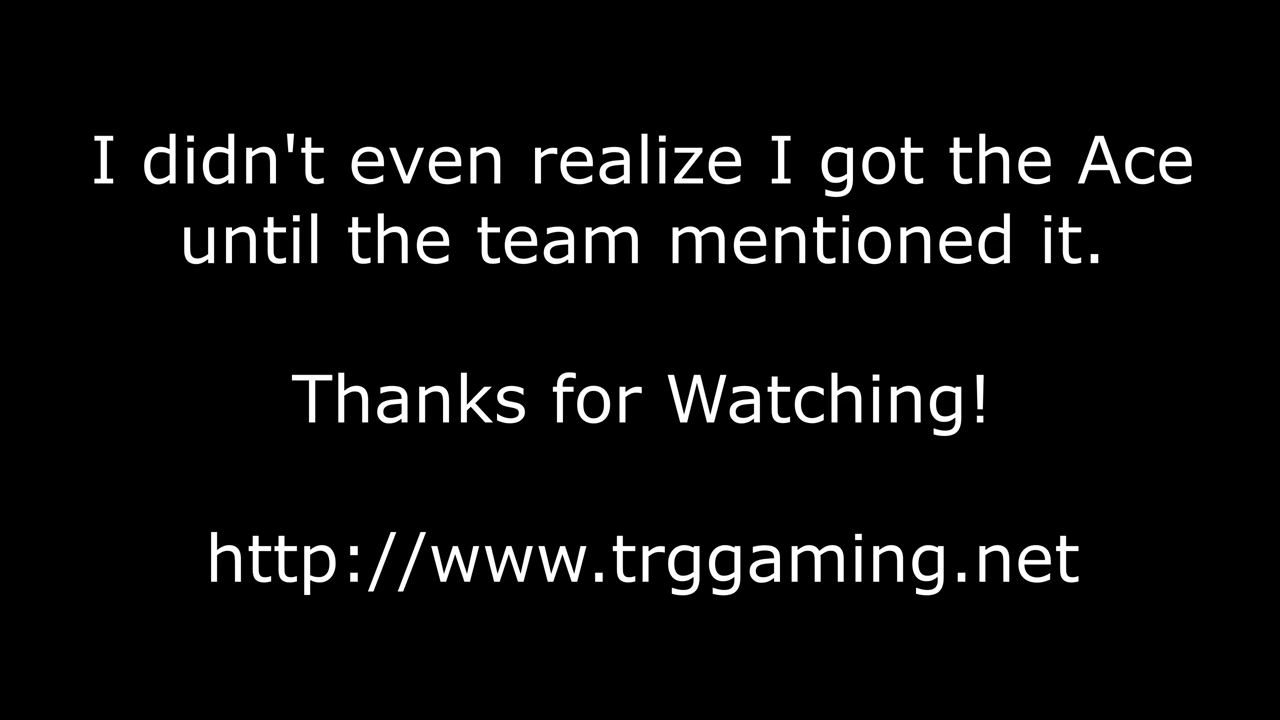 I didn't even realize I got the Ace
until the team mentioned it.
Thanks for Watching!
http://www.trggaming.net